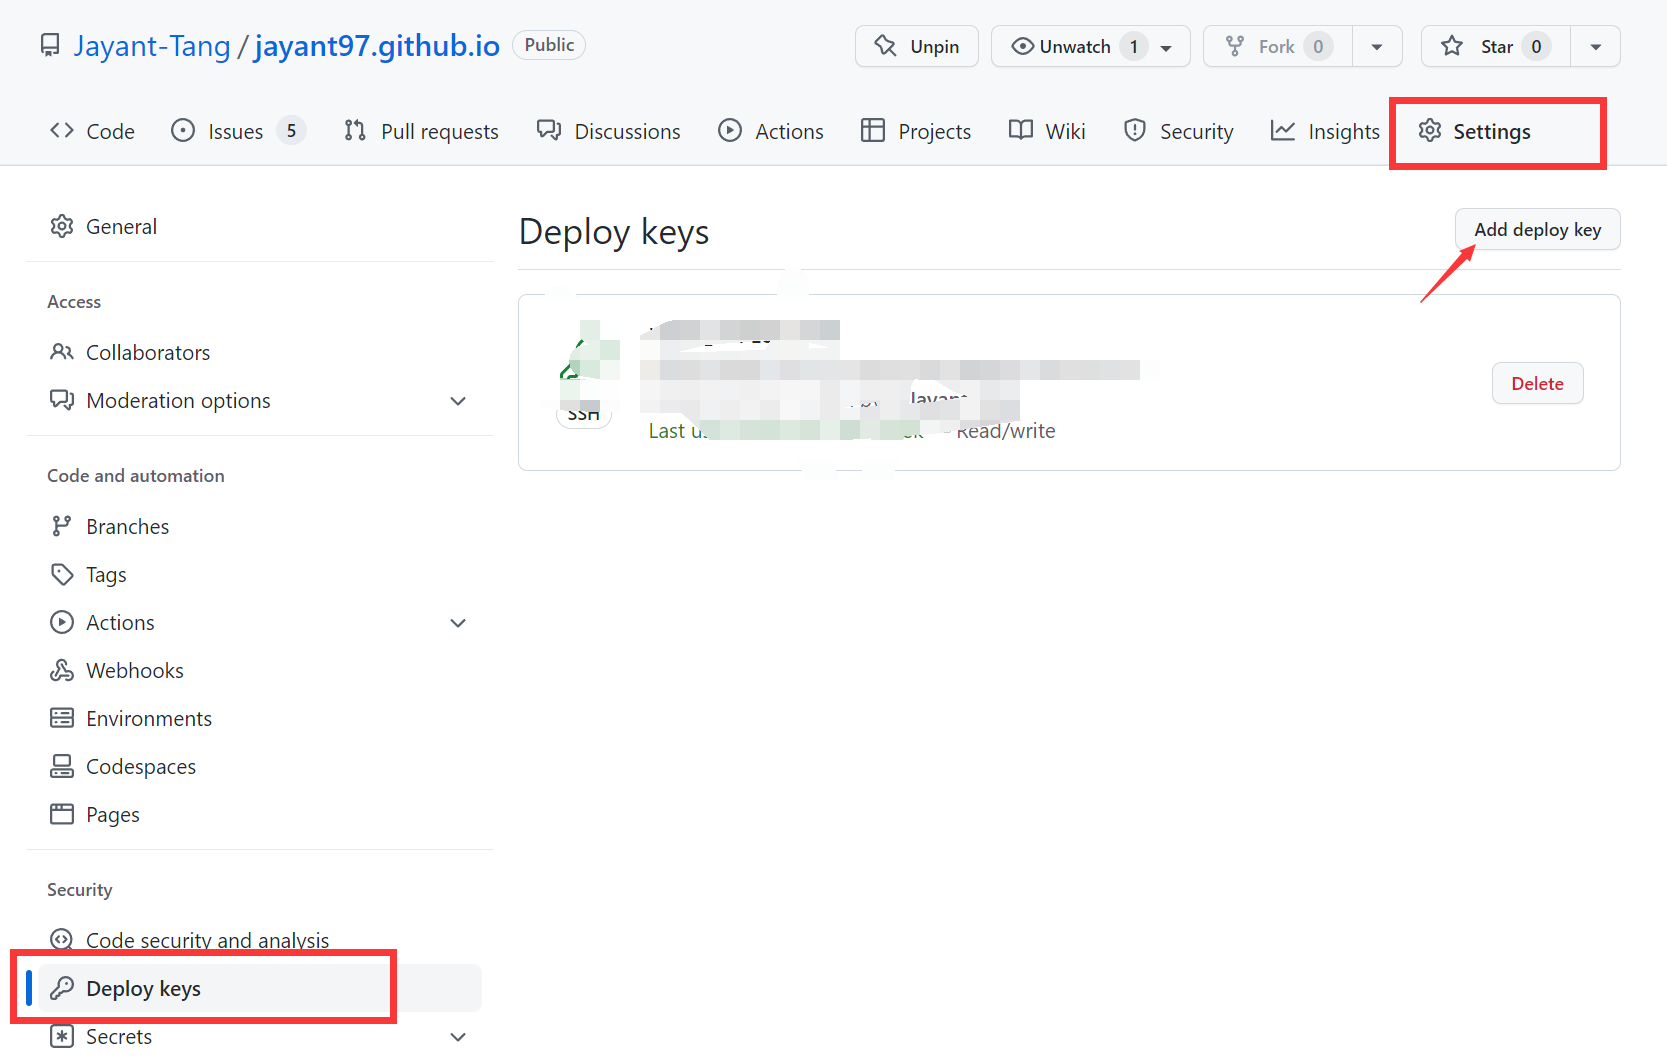 Jayant-Tang / jayant97.github.io Public
Unpin Unwatch 1 Fork 0 Star 0
Code Issues 5 Pull requests Discussions Actions Projects Wiki Security Insights Settings
General
Access
Collaborators
Moderation options
Code and automation
Branches
Tags
Actions
Webhooks
Environments
Codespaces
Pages
Security
Code security and analysis
Deploy keys
Secrets
Deploy keys
Add deploy key
SSH
Jayant
Last
Read/write
Delete